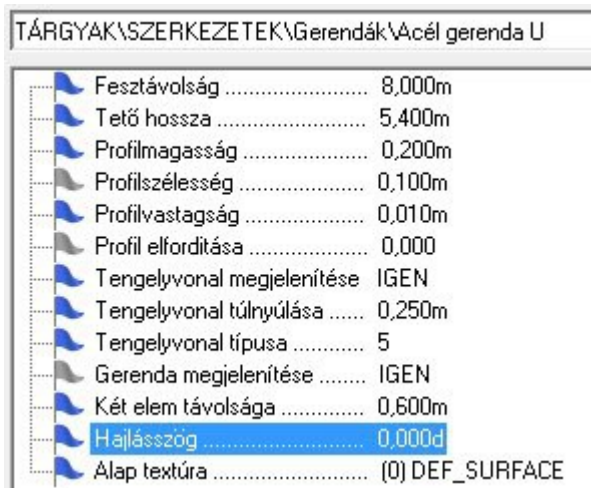 TÁRGYAK\SZERKEZETEK\Gerendák\Acél gerenda U
Fesztávolság ........................ 8,000m
Tető hossza ........................ 5,400m
Profilmagasság ..................... 0,200m
Profilszélesség ..................... 0,100m
Profilvastagság ..................... 0,010m
Profil elforditása ..................... 0,000
Tengelyvonal megjelenítése IGEN
Tengelyvonal túlnyúlása ...... 0,250m
Tengelyvonal típusa ............ 5
Gerenda megjelenítése ........ IGEN
Két elem távolsága .............. 0,600m
Hajlásszög ........................... 0,000d
Alap textúra .......................... (0) DEF_SURFACE